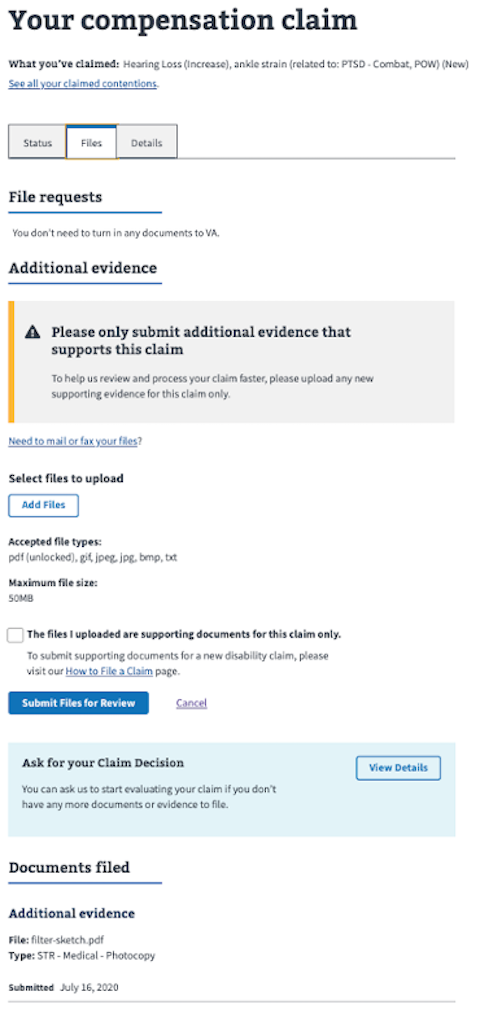 Your compensation claim
What you've claimed: Hearing Loss (Increase), ankle strain (related to: PTSD - Combat, POW) (New)
See all your claimed contentions.
Status
Files
Details
File requests
You don't need to turn in any documents to VA.
Additional evidence
Please only submit additional evidence that
supports this claim
To help us review and process your claim faster, please upload any new
supporting evidence for this claim only.
Need to mail or fax your files?
Select files to upload
Add Files
Accepted file types:
pdf (unlocked), gif, jpeg, jpg, bmp, txt
Maximum file size:
50MB
The files I uploaded are supporting documents for this claim only.
To submit supporting documents for a new disability claim, please
visit our How to File a Claim page.
Submit Files for Review
Cancel
Ask for your Claim Decision
View Details
You can ask us to start evaluating your claim if you don't
have any more documents or evidence to file.
Documents filed
Additional evidence
File: filter-sketch.pdf
Type: STR - Medical - Photocopy
Submitted July 16, 2020